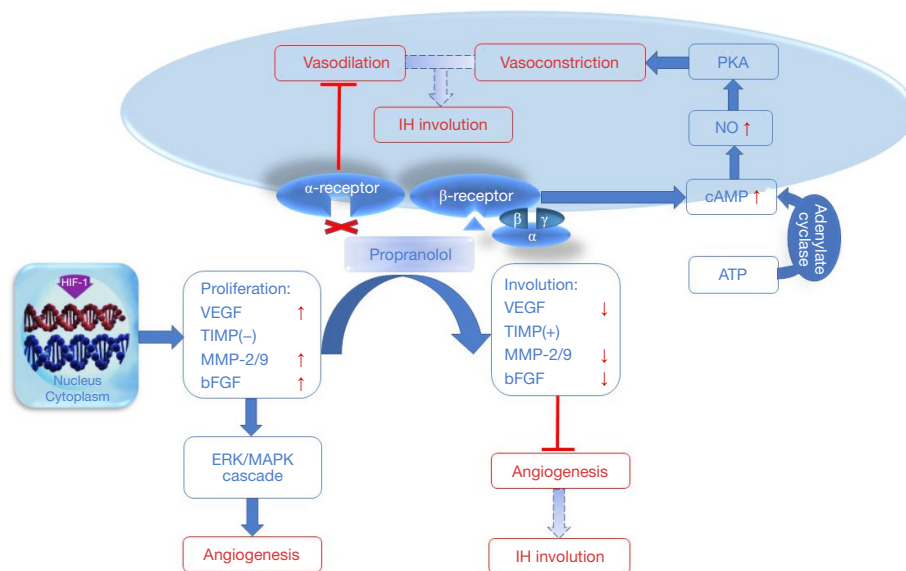 Vasodilation
Vasoconstriction
PKA
IH involution
NO ↑
α-receptor
β-receptor
cAMP ↑
β γ
α
Adenylate
cyclase
Propranolol
ATP
HIF-1
Nucleus
Cytoplasm
Proliferation:
VEGF ↑
TIMP(−)
MMP-2/9 ↑
bFGF ↑
Involution:
VEGF ↓
TIMP(+)
MMP-2/9 ↓
bFGF ↓
ERK/MAPK
cascade
Angiogenesis
Angiogenesis
IH involution